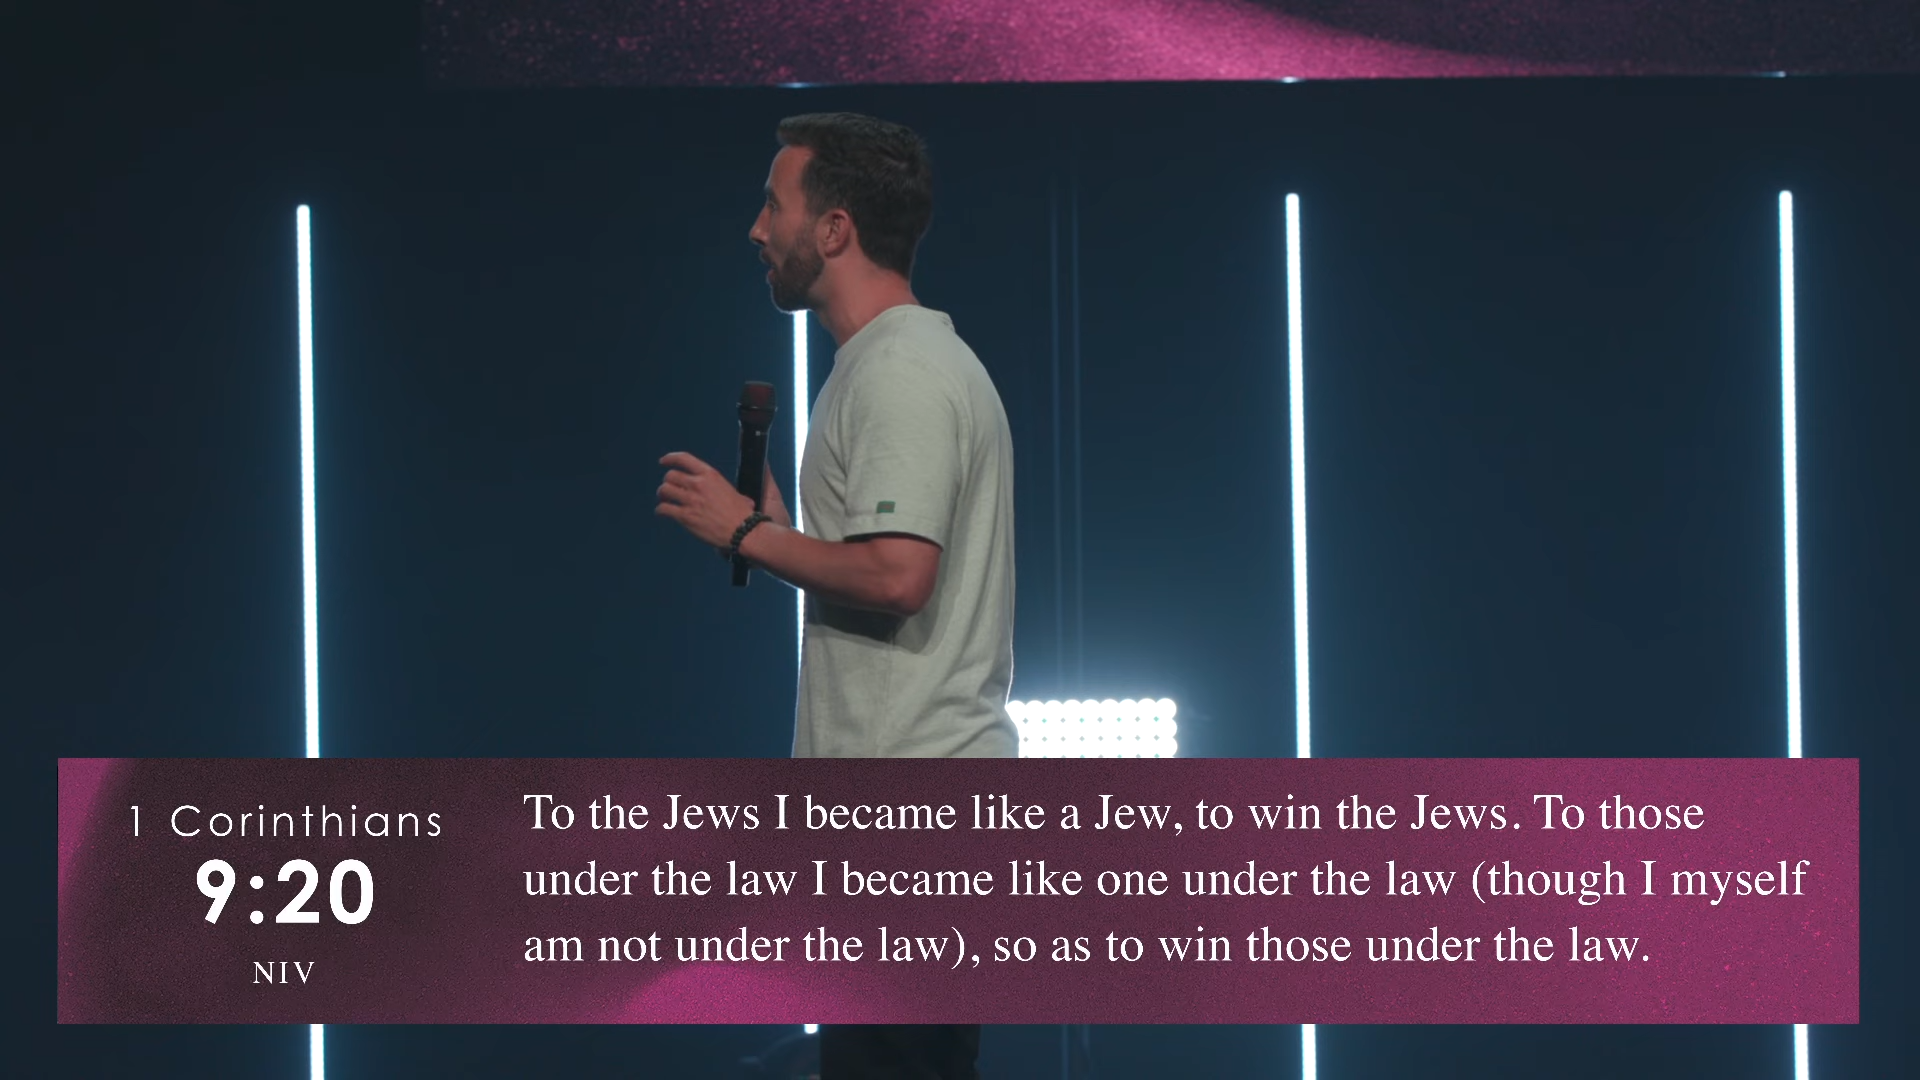 1 Corinthians
9:20
NIV
To the Jews I became like a Jew, to win the Jews. To those
under the law I became like one under the law (though I myself
am not under the law), so as to win those under the law.